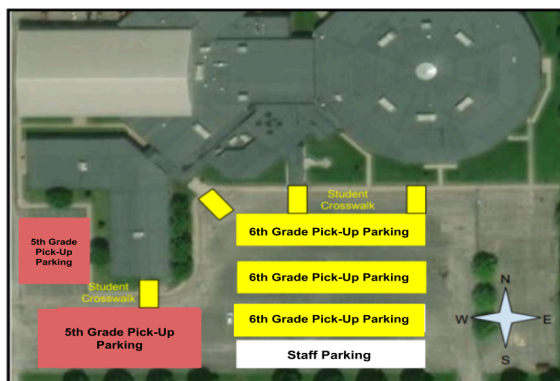 Student
Crosswalk
6th Grade Pick-Up Parking
5th Grade
Pick-Up
Parking
6th Grade Pick-Up Parking
Student
Crosswalk
6th Grade Pick-Up Parking
5th Grade Pick-Up
Parking
Staff Parking
N
W
E
S